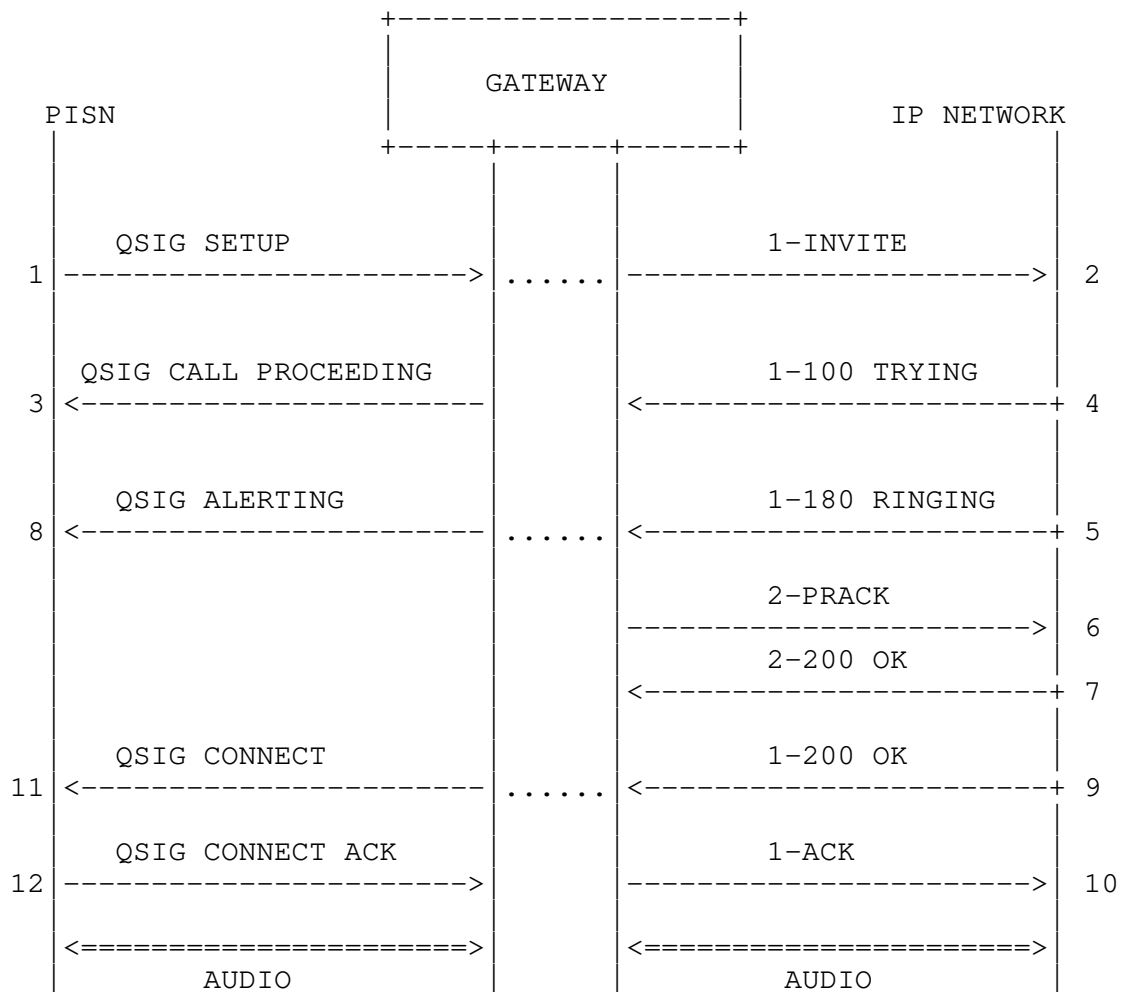 GATEWAY
PISN IP NETWORK
QSIG SETUP 1-INVITE
1 ...... 2
QSIG CALL PROCEEDING 1-100 TRYING
3 4
QSIG ALERTING 1-180 RINGING
8 ...... 5
2-PRACK
6
2-200 OK
7
QSIG CONNECT 1-200 OK
11 ...... 9
QSIG CONNECT ACK 1-ACK
12 10
AUDIO AUDIO